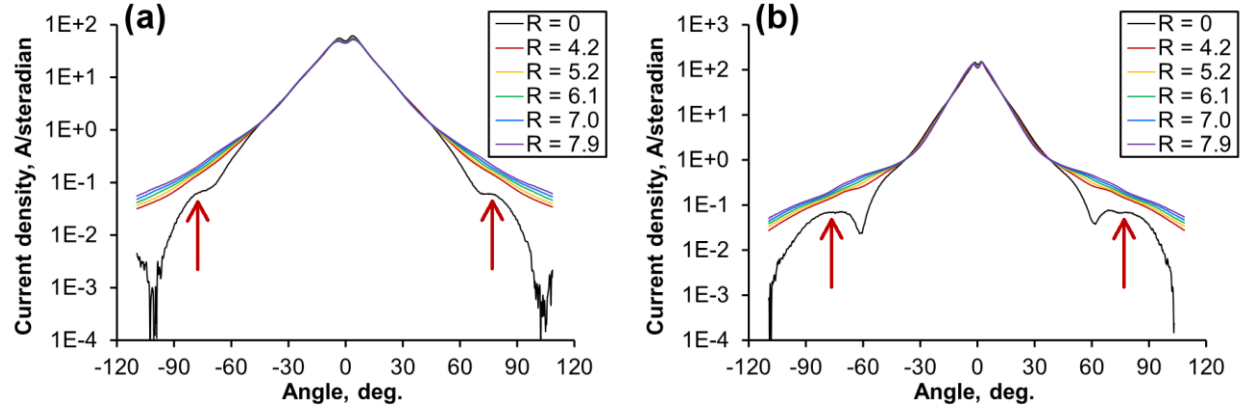 (a)
Current density, A/steradian
1E+2
1E+1
1E+0
1E-1
1E-2
1E-3
1E-4
-120 -90 -60 -30 0 30 60 90 120
Angle, deg.
R = 0
R = 4.2
R = 5.2
R = 6.1
R = 7.0
R = 7.9
(b)
Current density, A/steradian
1E+3
1E+2
1E+1
1E+0
1E-1
1E-2
1E-3
1E-4
-120 -90 -60 -30 0 30 60 90 120
Angle, deg.
R = 0
R = 4.2
R = 5.2
R = 6.1
R = 7.0
R = 7.9